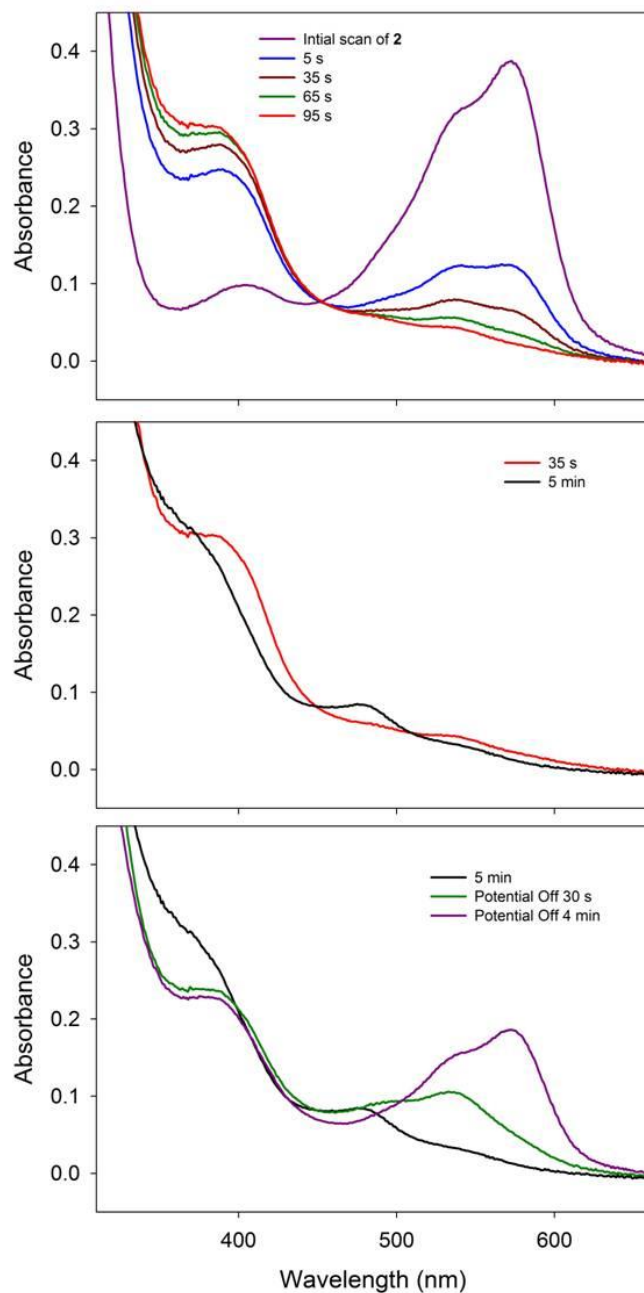 0.4
0.3
0.2
0.1
0.0
Absorbance
Intial scan of 2
5 s
35 s
65 s
95 s
0.4
0.3
0.2
0.1
0.0
Absorbance
35 s
5 min
0.4
0.3
0.2
0.1
0.0
Absorbance
5 min
Potential Off 30 s
Potential Off 4 min
400 500 600
Wavelength (nm)